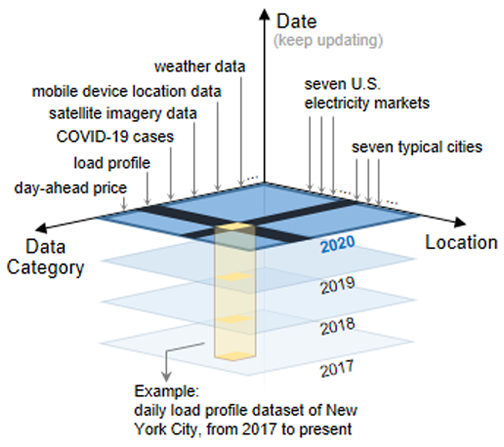 Date
(keep updating)
weather data
mobile device location data
satellite imagery data
COVID-19 cases
load profile
day-ahead price
seven U.S.
electricity markets
seven typical cities
Data
Category
Location
2020
2019
2018
2017
Example:
daily load profile dataset of New
York City, from 2017 to present